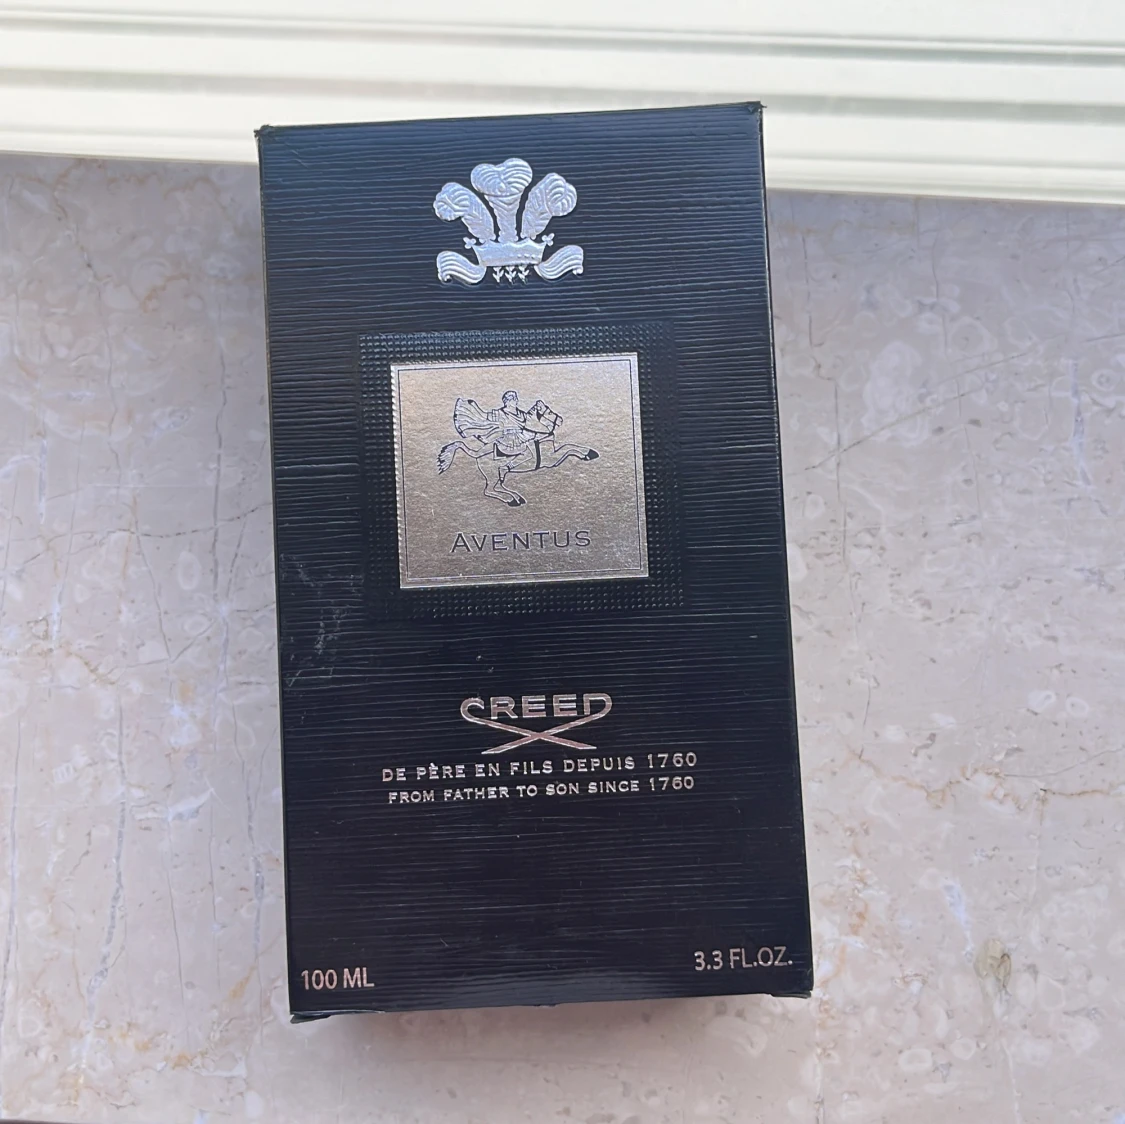 AVENTUS
CREED
DE PÈRE EN FILS DEPUIS 1760
FROM FATHER TO SON SINCE 1760
100 ML
3.3 FL.OZ.